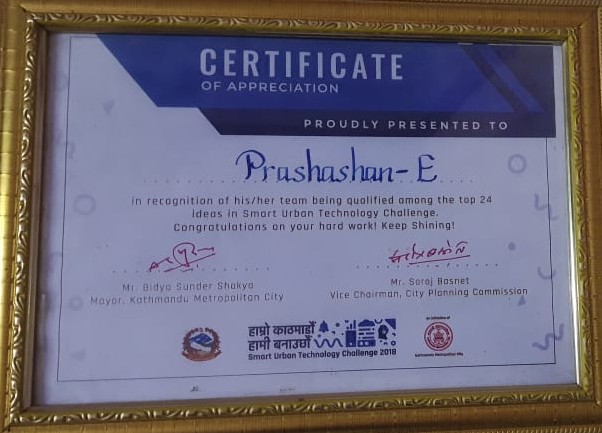 CERTIFICATE
OF APPRECIATION
PROUDLY PRESENTED TO
Prashashan-E
in recognition of his/her team being qualified among the top 24
ideas in Smart Urban Technology Challenge.
Congratulations on your hard work! Keep Shining!
Mr. Bidya Sunder Shakya
Mayor, Kathmandu Metropolitan City
Mr. Saroj Basnet
Vice Chairman, City Planning Commission
हाम्रो काठमाडौं
हामी बनाउछौं
Smart Urban Technology Challenge 2018
An Initiative of
Kathmandu Metropolitan City